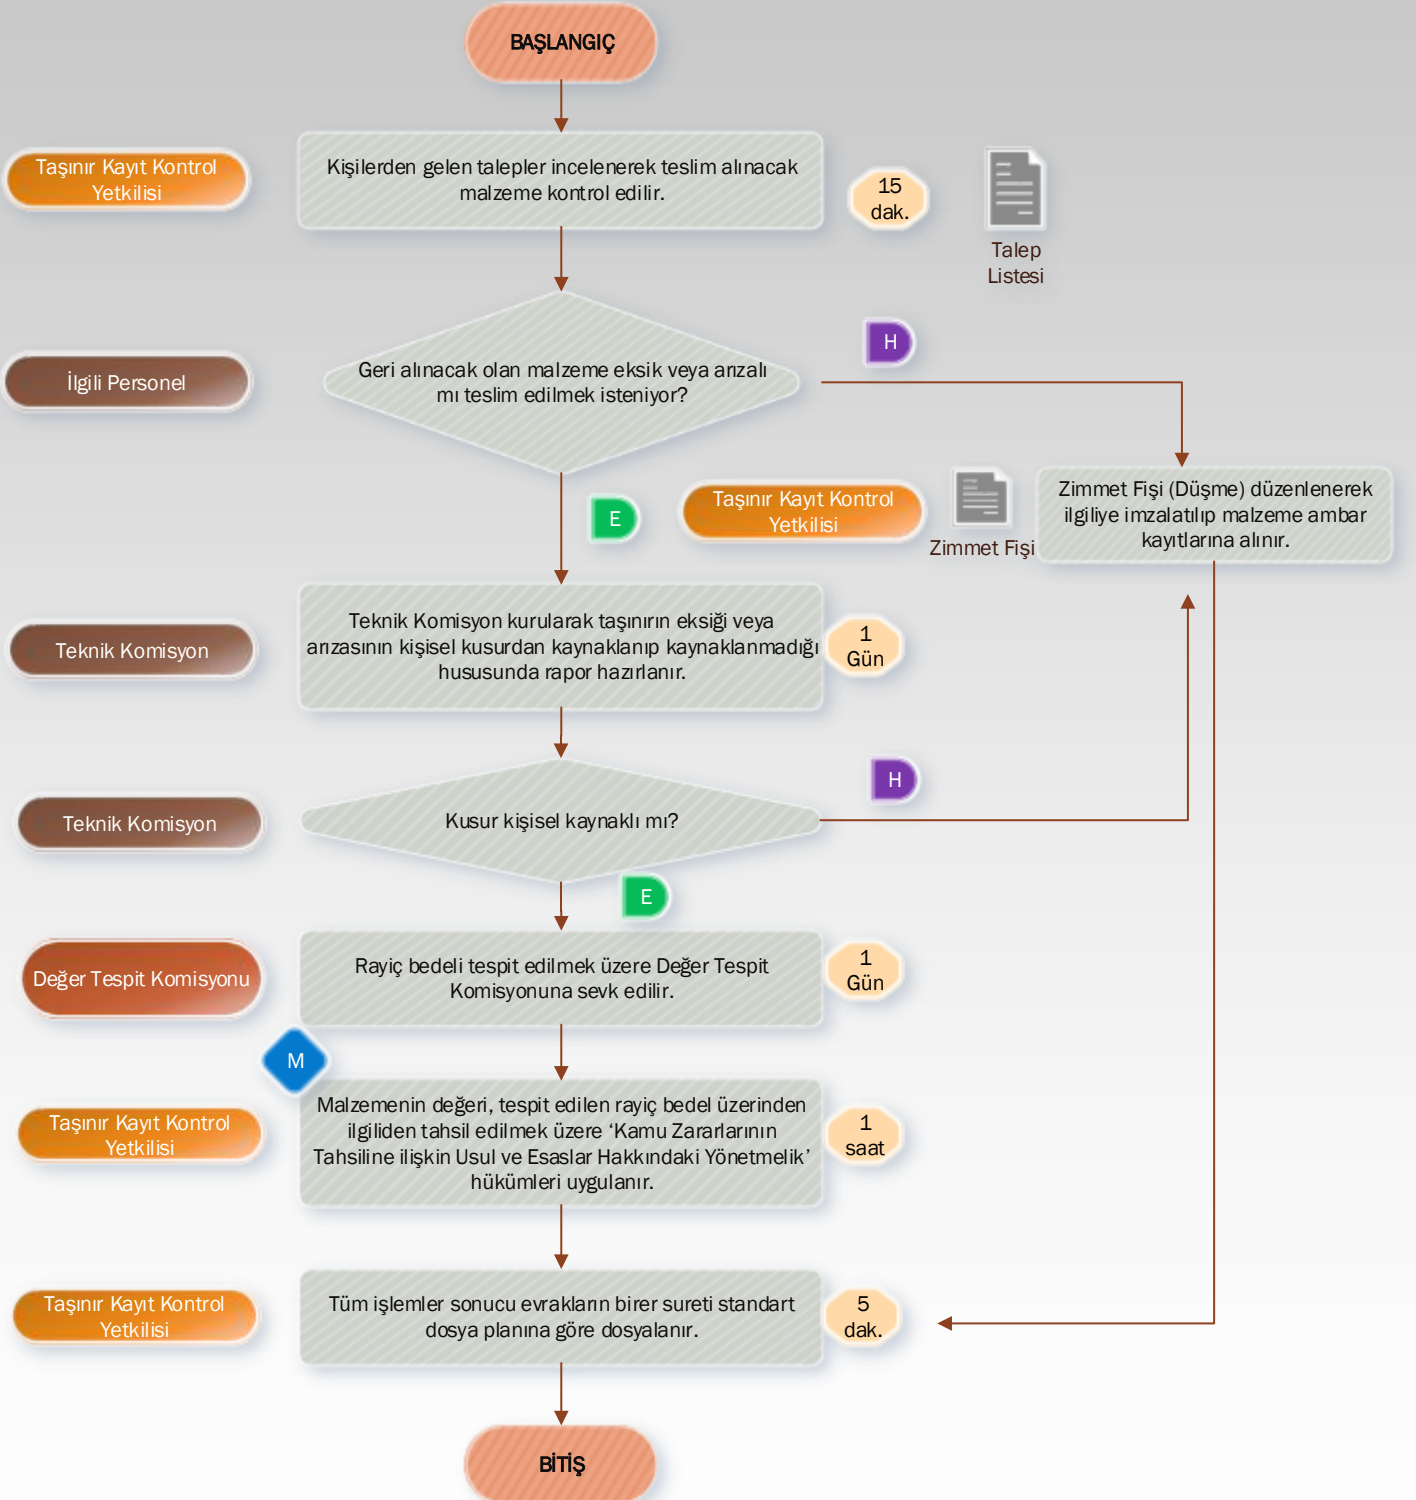 BAŞLANGIÇ
Taşınır Kayıt Kontrol
Yetkilisi
Kişilerden gelen talepler incelenerek teslim alınacak
malzeme kontrol edilir.
15
dak.
Talep
Listesi
H
İlgili Personel
Geri alınacak olan malzeme eksik veya arızalı
mı teslim edilmek isteniyor?
E
Taşınır Kayıt Kontrol
Yetkilisi
Zimmet Fişi
Zimmet Fişi (Düşme) düzenlenerek
ilgiliye imzalatılıp malzeme ambar
kayıtlarına alınır.
Teknik Komisyon
Teknik Komisyon kurularak taşınırın eksiği veya
arızasının kişisel kusurdan kaynaklanıp kaynaklanmadığı
hususunda rapor hazırlanır.
1
Gün
H
Teknik Komisyon
Kusur kişisel kaynaklı mı?
E
Değer Tespit Komisyonu
Rayiç bedeli tespit edilmek üzere Değer Tespit
Komisyonuna sevk edilir.
1
Gün
M
Taşınır Kayıt Kontrol
Yetkilisi
Malzemenin değeri, tespit edilen rayiç bedel üzerinden
ilgiliden tahsil edilmek üzere ‘Kamu Zararlarının
Tahsiline ilişkin Usul ve Esaslar Hakkındaki Yönetmelik’
hükümleri uygulanır.
1
saat
Taşınır Kayıt Kontrol
Yetkilisi
Tüm işlemler sonucu evrakların birer sureti standart
dosya planına göre dosyalanır.
5
dak.
BİTİŞ